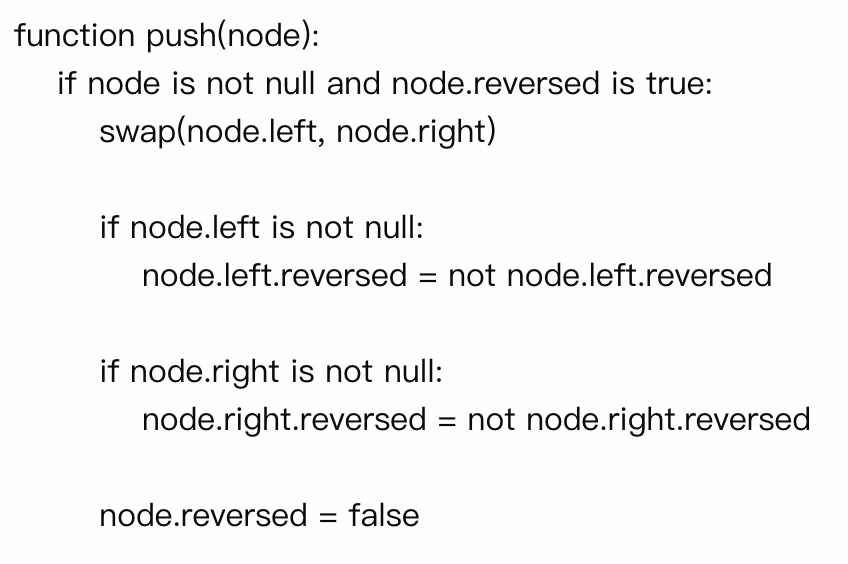 function push(node):
if node is not null and node.reversed is true:
swap(node.left, node.right)
if node.left is not null:
node.left.reversed = not node.left.reversed
if node.right is not null:
node.right.reversed = not node.right.reversed
node.reversed = false